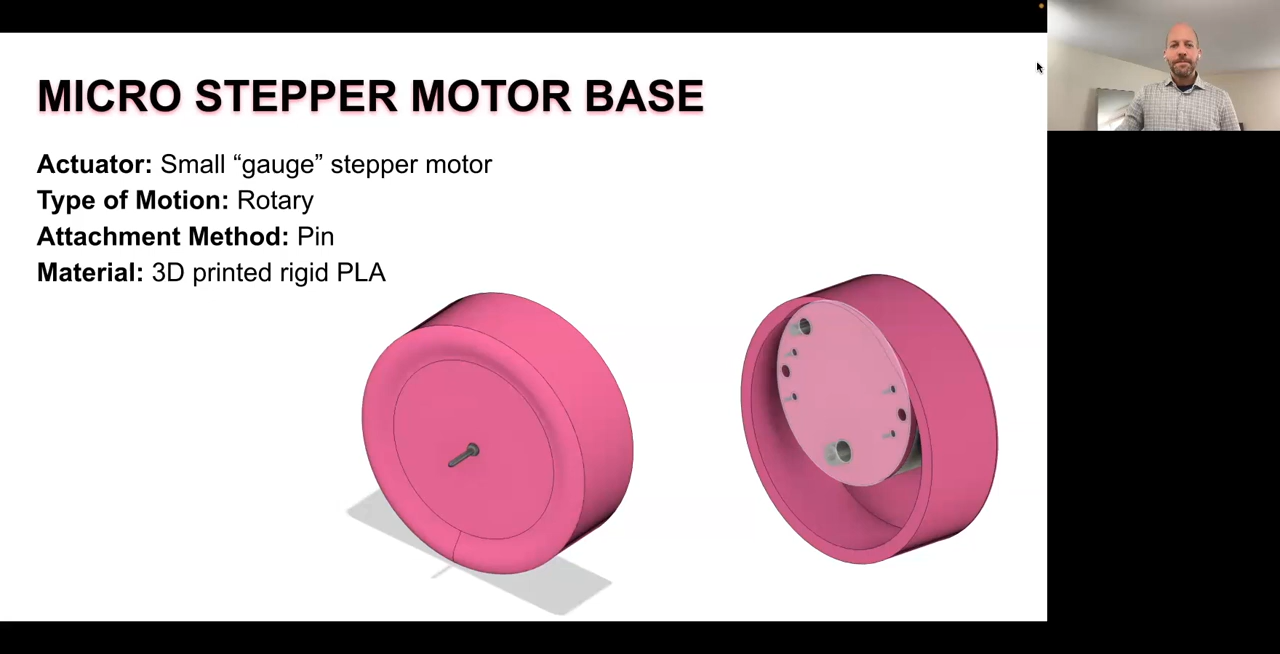 MICRO STEPPER MOTOR BASE
Actuator: Small “gauge” stepper motor
Type of Motion: Rotary
Attachment Method: Pin
Material: 3D printed rigid PLA